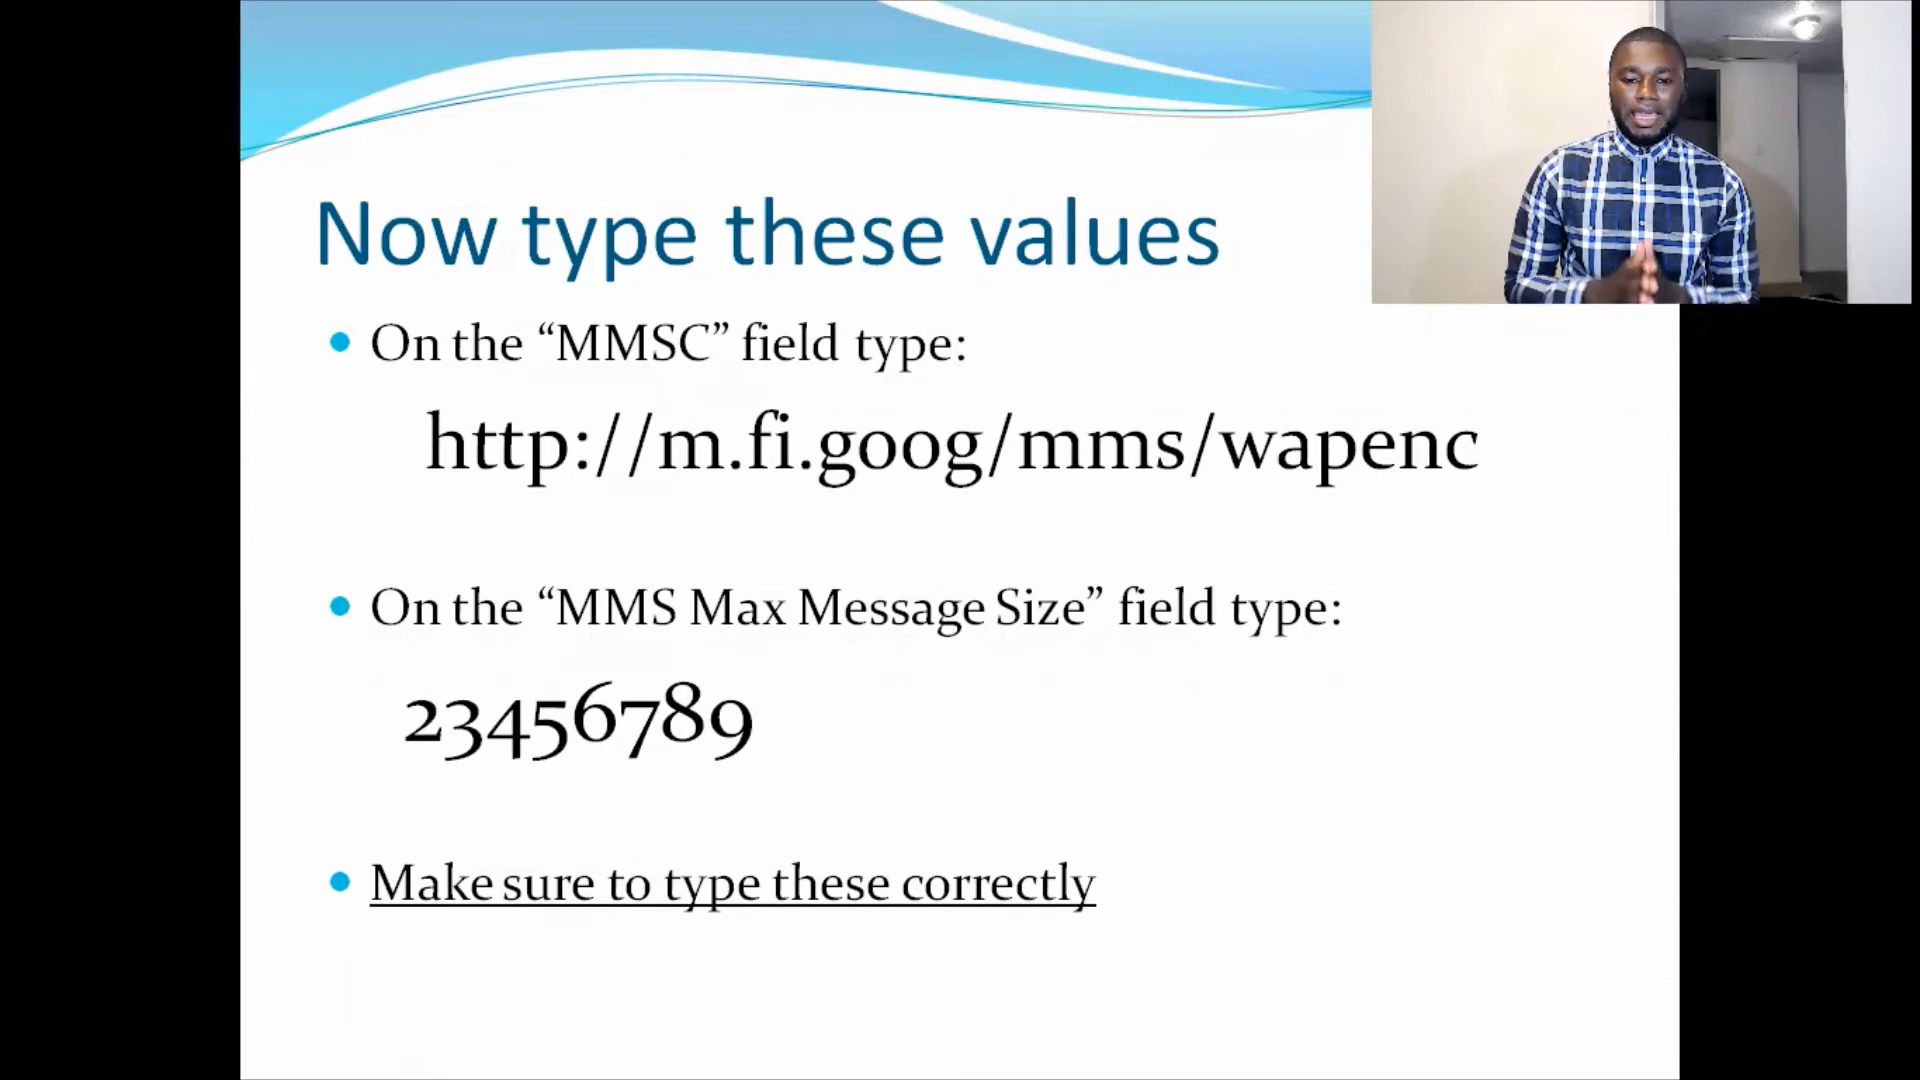 Now type these values
On the “MMSC” field type:
http://m.fi.goog/mms/wapenc
On the “MMS Max Message Size” field type:
23456789
Make sure to type these correctly